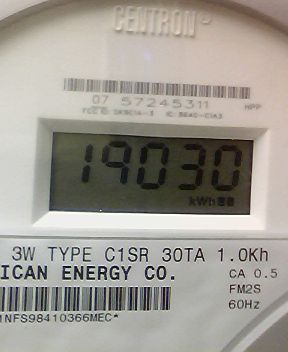 CENTRON
07 57245311 HPP
19030
kWh
3W TYPE C1SR 30TA 1.0Kh
ICAN ENERGY CO. CA 0.5
FM2S
60Hz
1NFS98410366MEC*